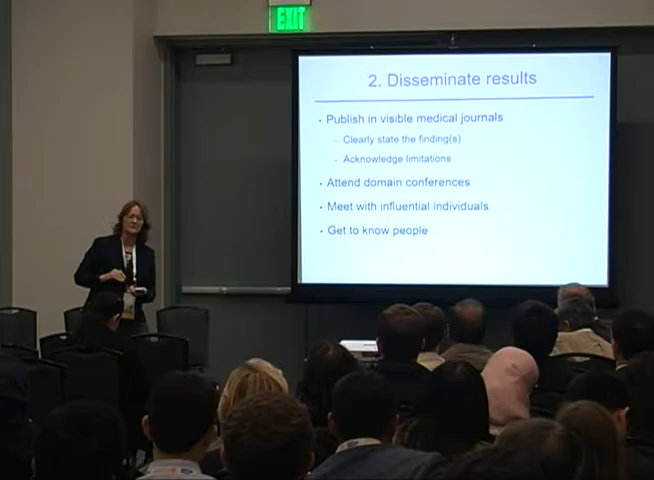 EXIT
2. Disseminate results
• Publish in visible medical journals
- Clearly state the finding(s)
- Acknowledge limitations
• Attend domain conferences
• Meet with influential individuals
• Get to know people